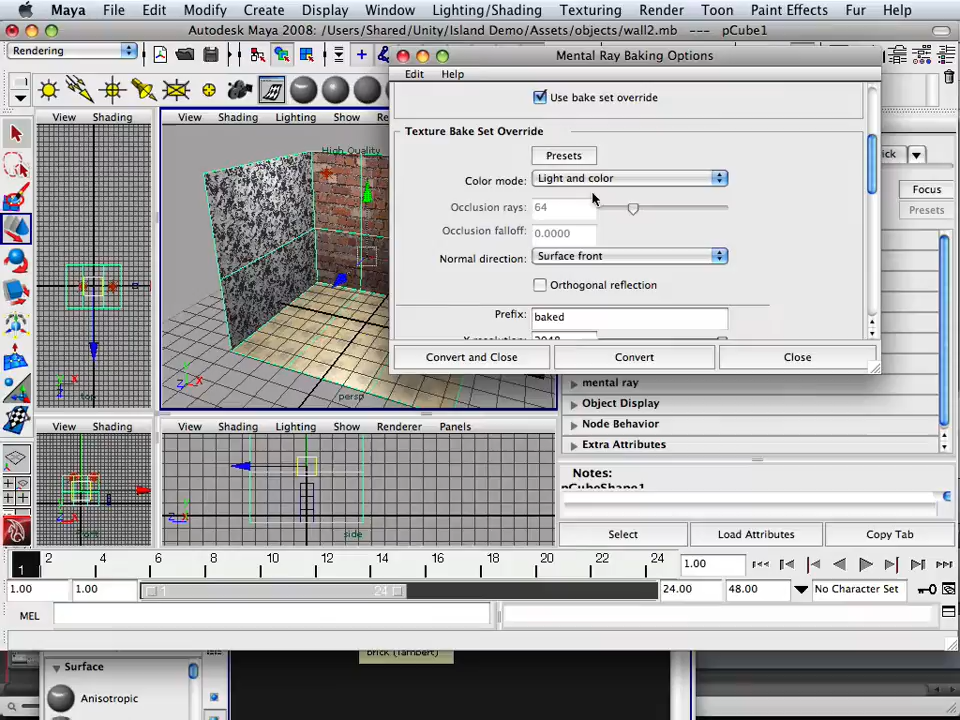 Maya File Edit Modify Create Display Window Lighting/Shading Texturing Render Toon Paint Effects Fur Help
Autodesk Maya 2008: /Users/Shared/Unity/Island Demo/Assets/objects/wall2.mb --- pCube1
Rendering
Mental Ray Baking Options
Edit Help
Use bake set override
Texture Bake Set Override
Presets
Color mode: Light and color
Occlusion rays: 64
Occlusion falloff: 0.0000
Normal direction: Surface front
Orthogonal reflection
Prefix: baked
Convert and Close Convert Close
View Shading
View Shading Lighting Show
High Quality
top
persp
Focus
Presets
mental ray
Object Display
Node Behavior
Extra Attributes
Notes:
pCubeShape1
Select Load Attributes Copy Tab
View Shading
View Shading Lighting Show Renderer Panels
front
side
1 2 4 6 8 10 12 14 16 18 20 22 24
1.00
1.00 1.00 1 24 24.00 48.00 No Character Set
MEL
Surface
Anisotropic
brick (lambert)